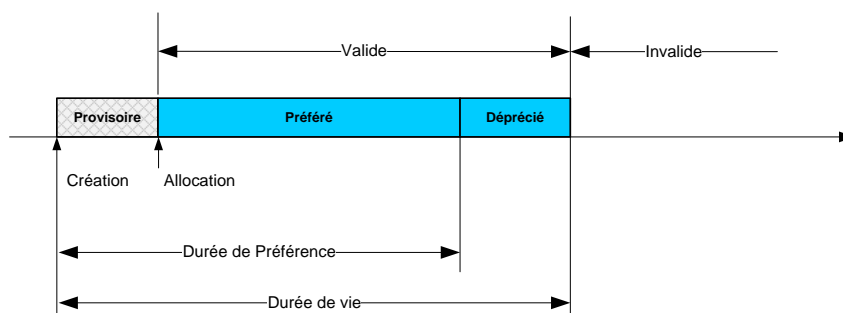 Valide
Invalide
Provisoire
Préféré
Déprécié
Création
Allocation
Durée de Préférence
Durée de vie